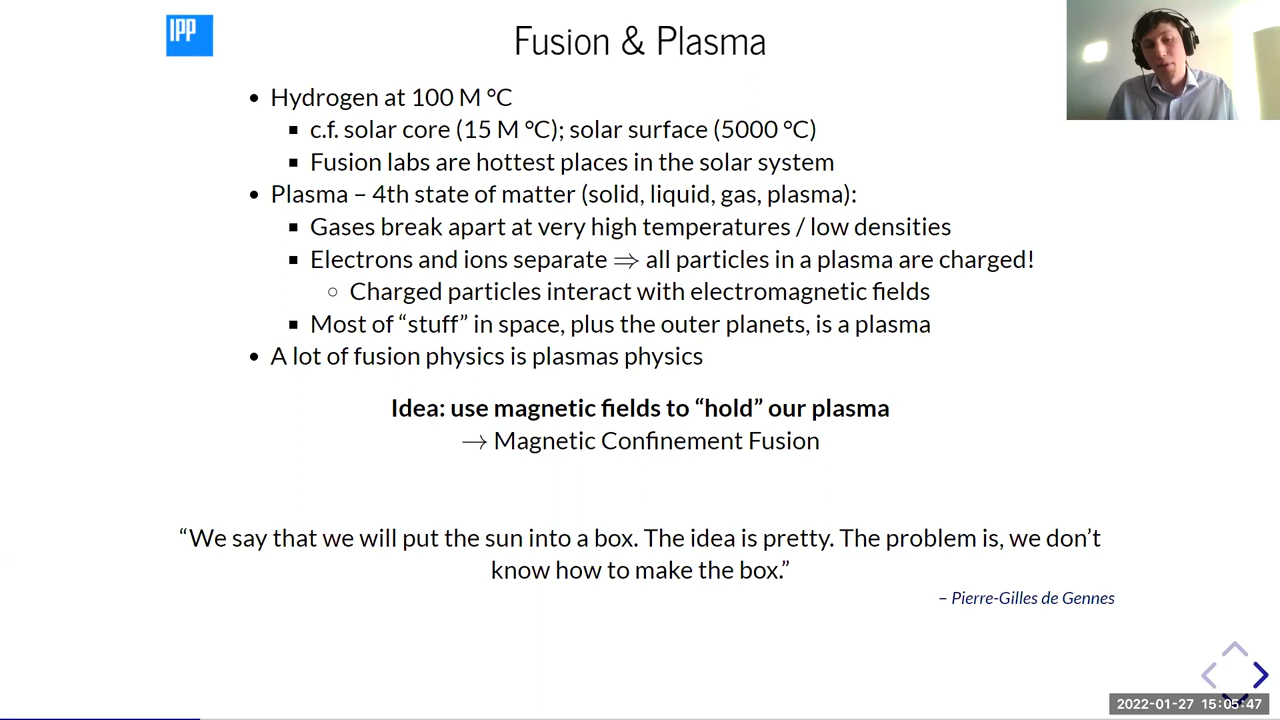 IPP
Fusion & Plasma
• Hydrogen at 100 M °C
▪ c.f. solar core (15 M °C); solar surface (5000 °C)
▪ Fusion labs are hottest places in the solar system
• Plasma – 4th state of matter (solid, liquid, gas, plasma):
▪ Gases break apart at very high temperatures / low densities
▪ Electrons and ions separate ⇒ all particles in a plasma are charged!
○ Charged particles interact with electromagnetic fields
▪ Most of “stuff” in space, plus the outer planets, is a plasma
• A lot of fusion physics is plasmas physics
Idea: use magnetic fields to “hold” our plasma
→ Magnetic Confinement Fusion
“We say that we will put the sun into a box. The idea is pretty. The problem is, we don’t
know how to make the box.”
– Pierre-Gilles de Gennes
2022-01-27 15:05:47